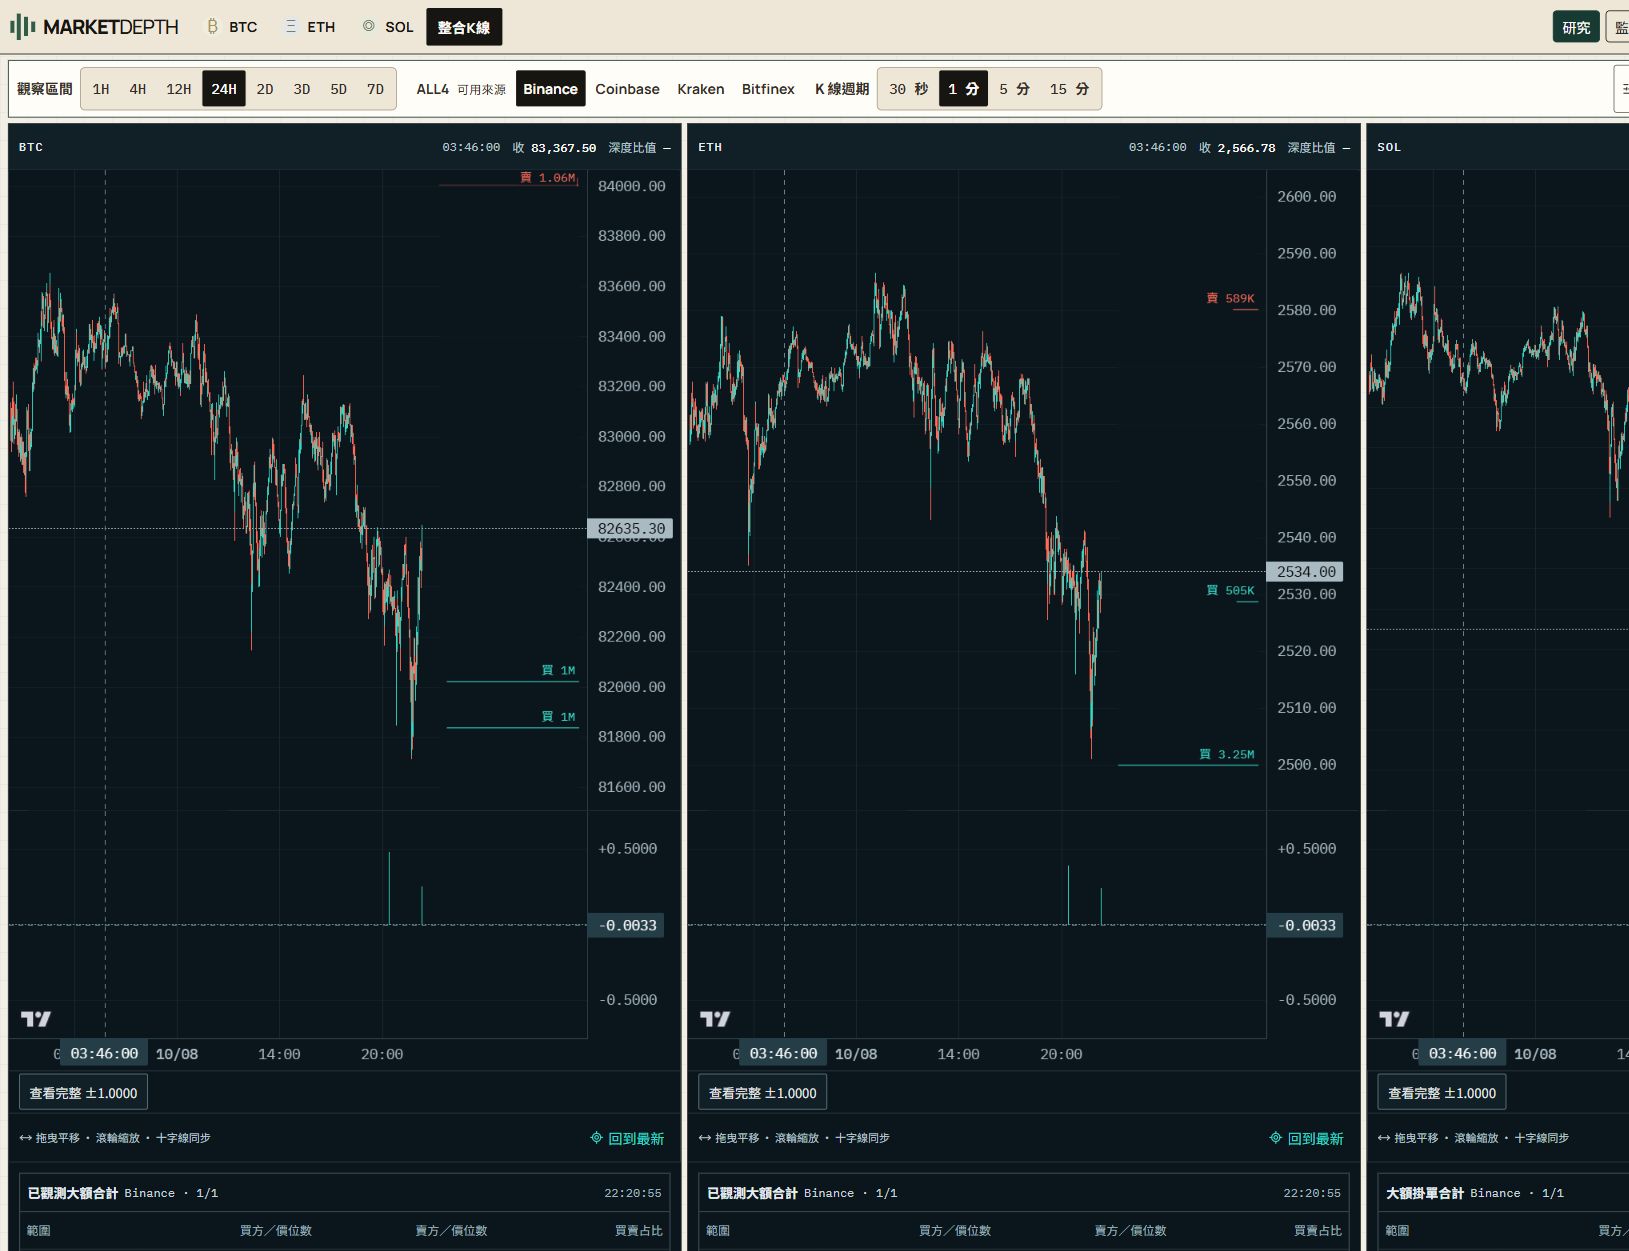 MARKETDEPTH BTC ETH SOL 整合K線 研究
觀察區間 1H 4H 12H 24H 2D 3D 5D 7D ALL4 可用來源 Binance Coinbase Kraken Bitfinex K 線週期 30 秒 1 分 5 分 15 分
BTC 03:46:00 收 83,367.50 深度比值 —
賣 1.06M
84000.00
83800.00
83600.00
83400.00
83200.00
83000.00
82800.00
82635.30
82600.00
82400.00
82200.00
買 1M
82000.00
買 1M
81800.00
81600.00
+0.5000
-0.0033
-0.5000
03:46:00 10/08 14:00 20:00
查看完整 ±1.0000
↔ 拖曳平移 · 滾輪縮放 · 十字線同步 回到最新
已觀測大額合計 Binance · 1/1 22:20:55
範圍 買方／價位數 賣方／價位數 買賣占比
ETH 03:46:00 收 2,566.78 深度比值 —
2600.00
2590.00
賣 589K
2580.00
2570.00
2560.00
2550.00
2540.00
2534.00
買 505K
2530.00
2520.00
2510.00
買 3.25M
2500.00
+0.5000
-0.0033
-0.5000
03:46:00 10/08 14:00 20:00
查看完整 ±1.0000
↔ 拖曳平移 · 滾輪縮放 · 十字線同步 回到最新
已觀測大額合計 Binance · 1/1 22:20:55
範圍 買方／價位數 賣方／價位數 買賣占比
SOL
03:46:00 10/08
查看完整 ±1.0000
↔ 拖曳平移 · 滾輪縮放 · 十字線同步
大額掛單合計 Binance · 1/1
範圍 買方